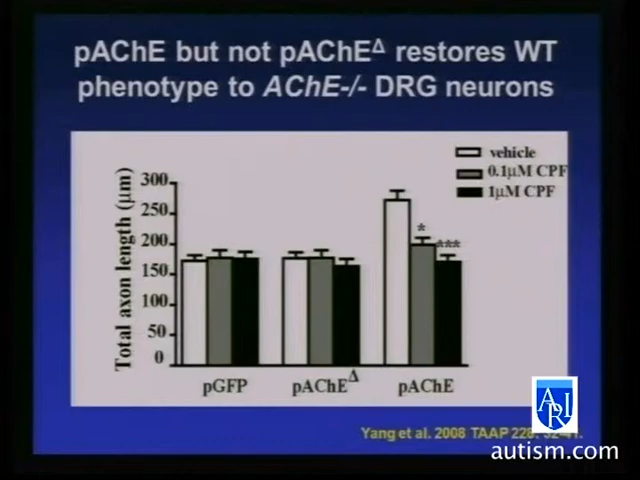 pAChE but not pAChEΔ restores WT
phenotype to AChE-/- DRG neurons
vehicle
0.1μM CPF
1μM CPF
Total axon length (μm)
300
250
200
150
100
50
0
*
***
pGFP
pAChEΔ
pAChE
ARI
Yang et al. 2008 TAAP 228:
autism.com